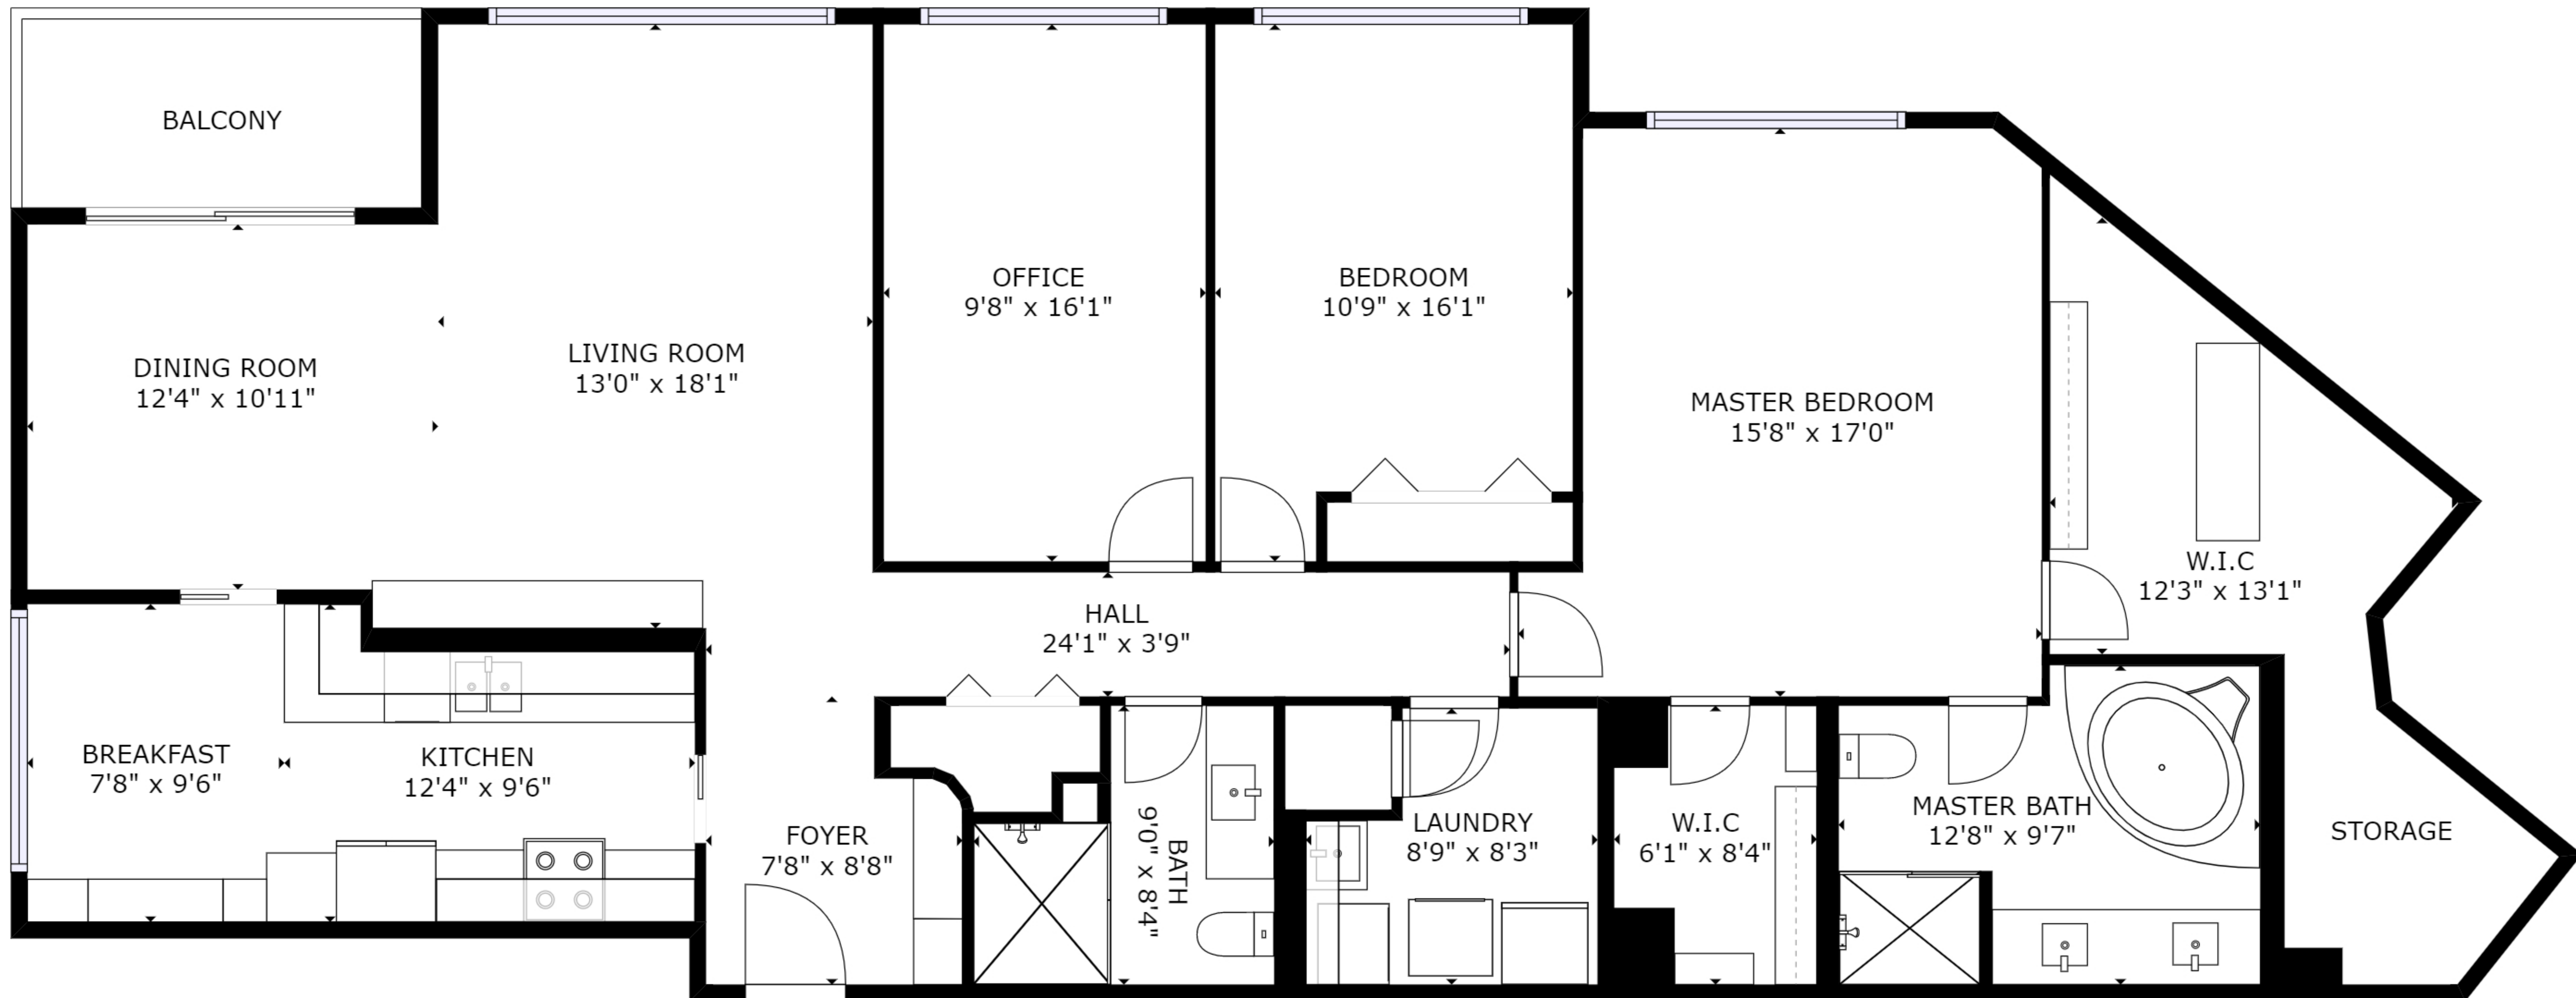 BALCONY
OFFICE
9'8" x 16'1"
BEDROOM
10'9" x 16'1"
DINING ROOM
12'4" x 10'11"
LIVING ROOM
13'0" x 18'1"
MASTER BEDROOM
15'8" x 17'0"
W.I.C
12'3" x 13'1"
HALL
24'1" x 3'9"
BREAKFAST
7'8" x 9'6"
KITCHEN
12'4" x 9'6"
FOYER
7'8" x 8'8"
BATH
9'0" x 8'4"
LAUNDRY
8'9" x 8'3"
W.I.C
6'1" x 8'4"
MASTER BATH
12'8" x 9'7"
STORAGE